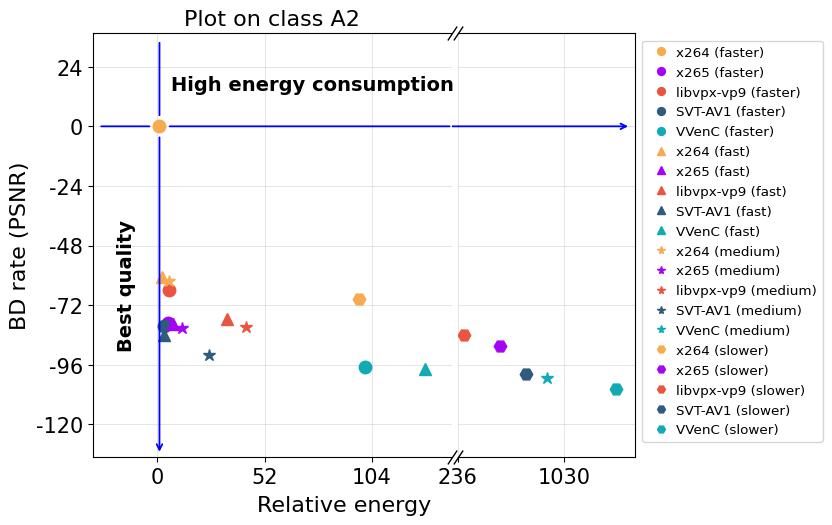 Plot on class A2
BD rate (PSNR)
24
0
-24
-48
-72
-96
-120
High energy consumption
Best quality
0
52
104
236
1030
Relative energy
x264 (faster)
x265 (faster)
libvpx-vp9 (faster)
SVT-AV1 (faster)
VVenC (faster)
x264 (fast)
x265 (fast)
libvpx-vp9 (fast)
SVT-AV1 (fast)
VVenC (fast)
x264 (medium)
x265 (medium)
libvpx-vp9 (medium)
SVT-AV1 (medium)
VVenC (medium)
x264 (slower)
x265 (slower)
libvpx-vp9 (slower)
SVT-AV1 (slower)
VVenC (slower)